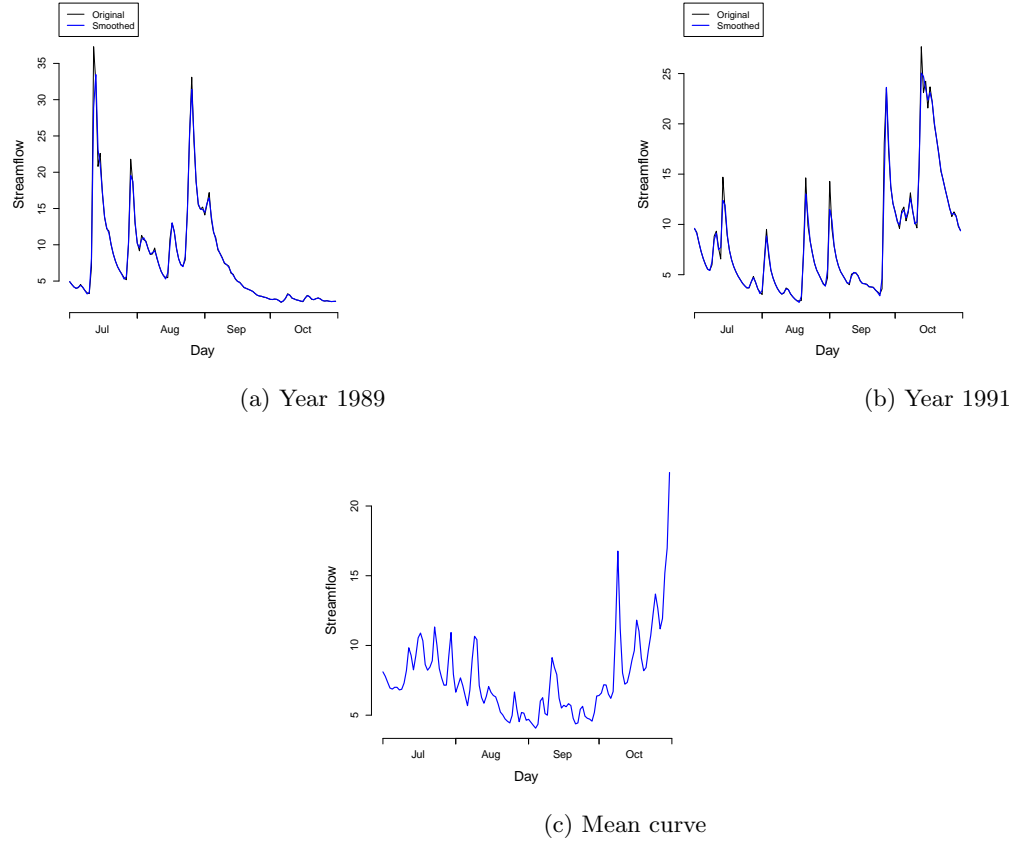 Original
Smoothed
35
30
25
20
15
10
5
Streamflow
Jul Aug Sep Oct
Day
(a) Year 1989
Original
Smoothed
25
20
15
10
5
Streamflow
Jul Aug Sep Oct
Day
(b) Year 1991
20
15
10
5
Streamflow
Jul Aug Sep Oct
Day
(c) Mean curve